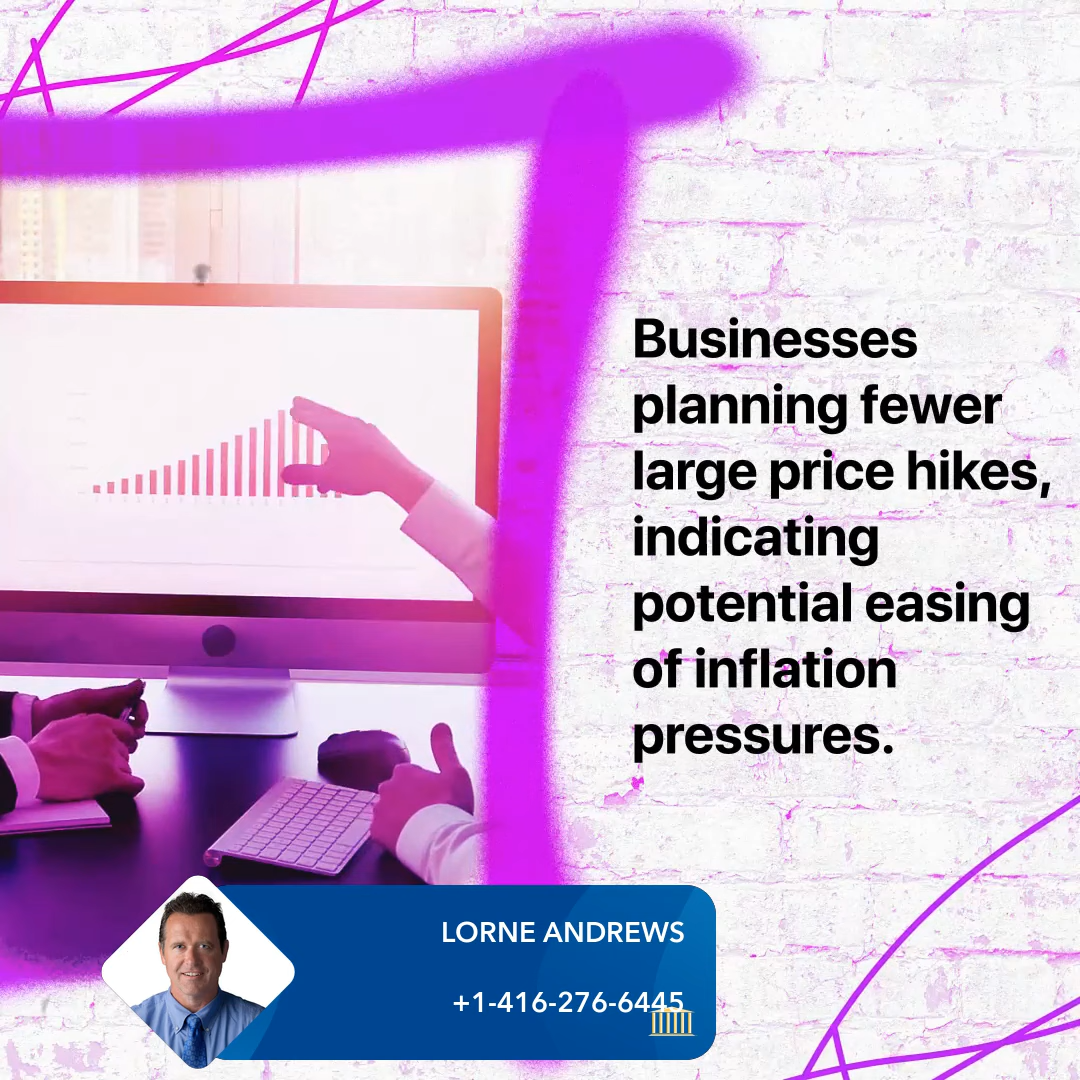 Businesses
planning fewer
large price hikes,
indicating
potential easing
of inflation
pressures.
LORNE ANDREWS
+1-416-276-6445